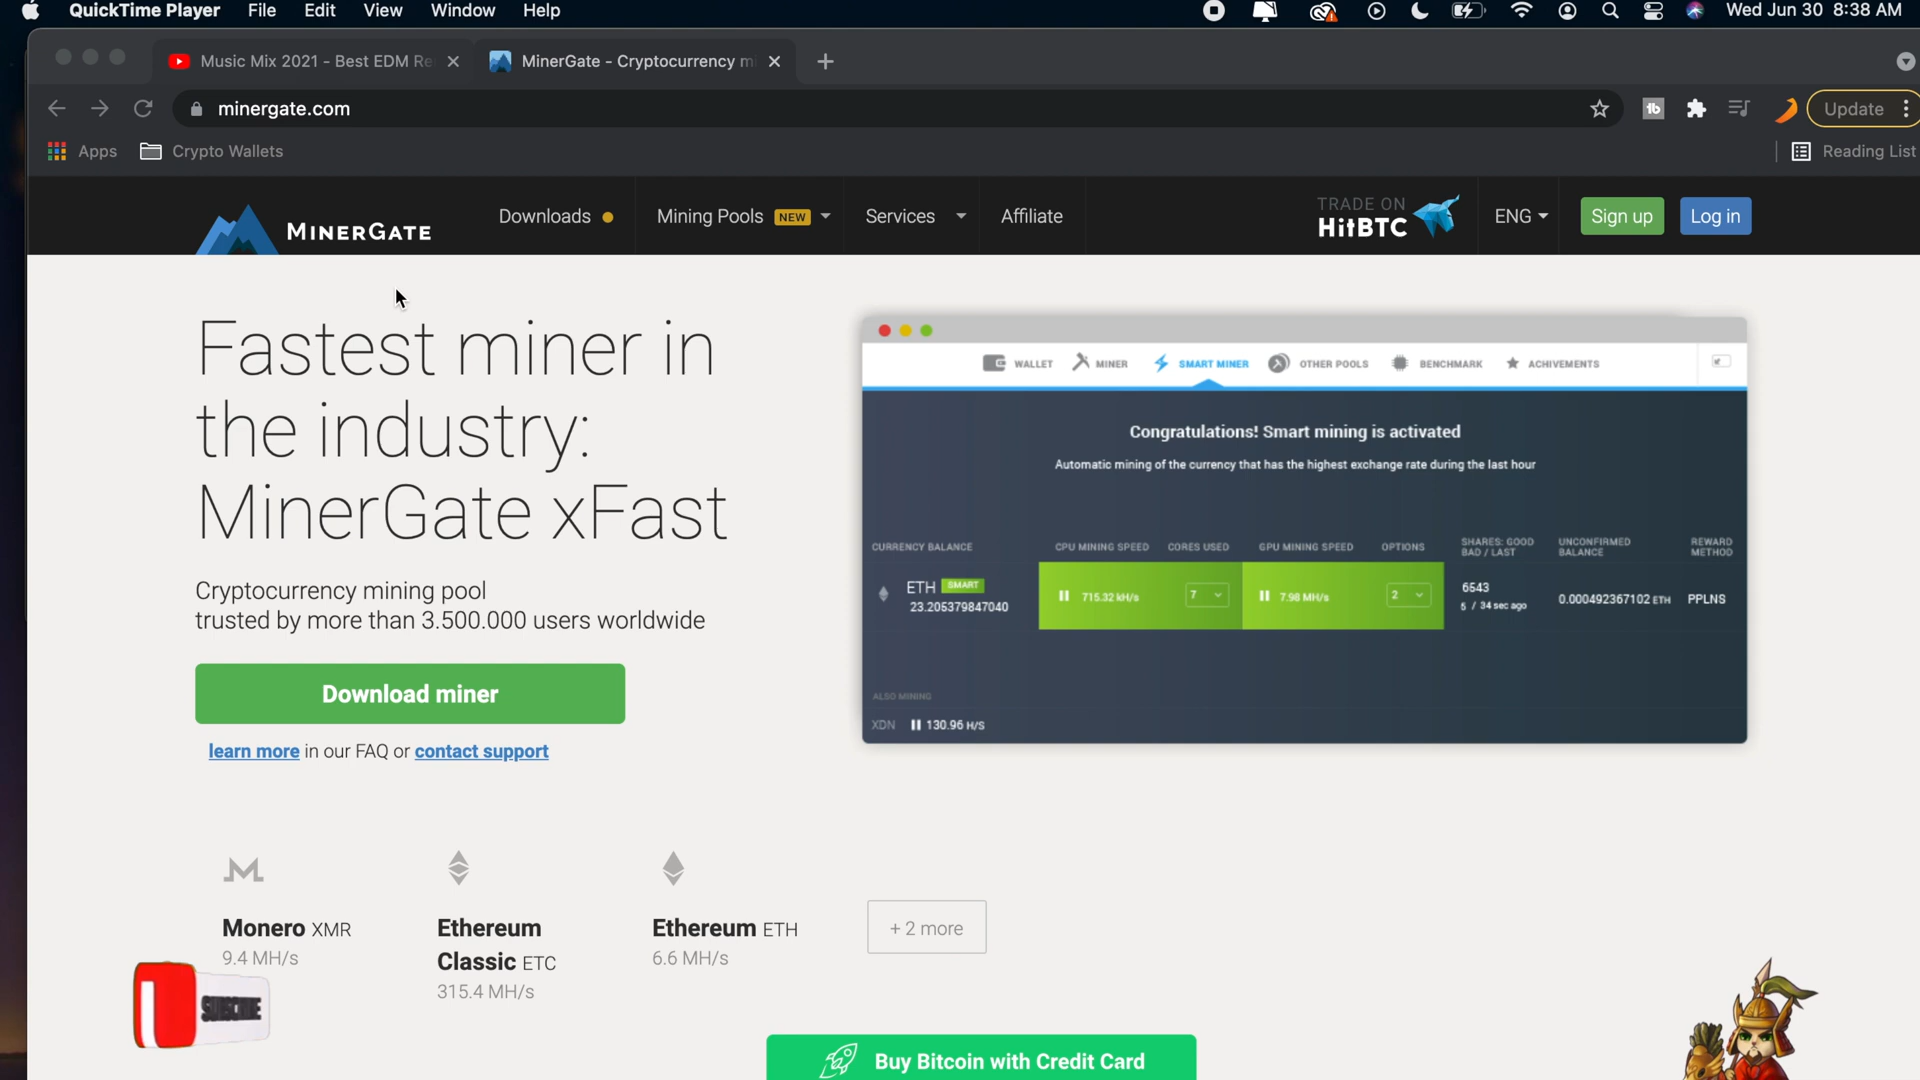 QuickTime Player File Edit View Window Help Wed Jun 30 8:38 AM
Music Mix 2021 - Best EDM Re MinerGate - Cryptocurrency m
minergate.com Update
Apps Crypto Wallets Reading List
MINERGATE Downloads Mining Pools NEW Services Affiliate TRADE ON HitBTC ENG Sign up Log in
Fastest miner in
the industry:
MinerGate xFast
Cryptocurrency mining pool
trusted by more than 3.500.000 users worldwide
Download miner
learn more in our FAQ or contact support
WALLET MINER SMART MINER OTHER POOLS BENCHMARK ACHIVEMENTS
Congratulations! Smart mining is activated
Automatic mining of the currency that has the highest exchange rate during the last hour
CURRENCY BALANCE CPU MINING SPEED CORES USED GPU MINING SPEED OPTIONS SHARES: GOOD BAD / LAST UNCONFIRMED BALANCE REWARD METHOD
ETH SMART
23.205379847040 715.32 kH/s 7 7.98 MH/s 2 6543 5 / 34 sec ago 0.000492367102 ETH PPLNS
ALSO MINING
XDN 130.96 H/S
Monero XMR
9.4 MH/s
Ethereum
Classic ETC
315.4 MH/s
Ethereum ETH
6.6 MH/s
+ 2 more
SUBSCRIBE
Buy Bitcoin with Credit Card